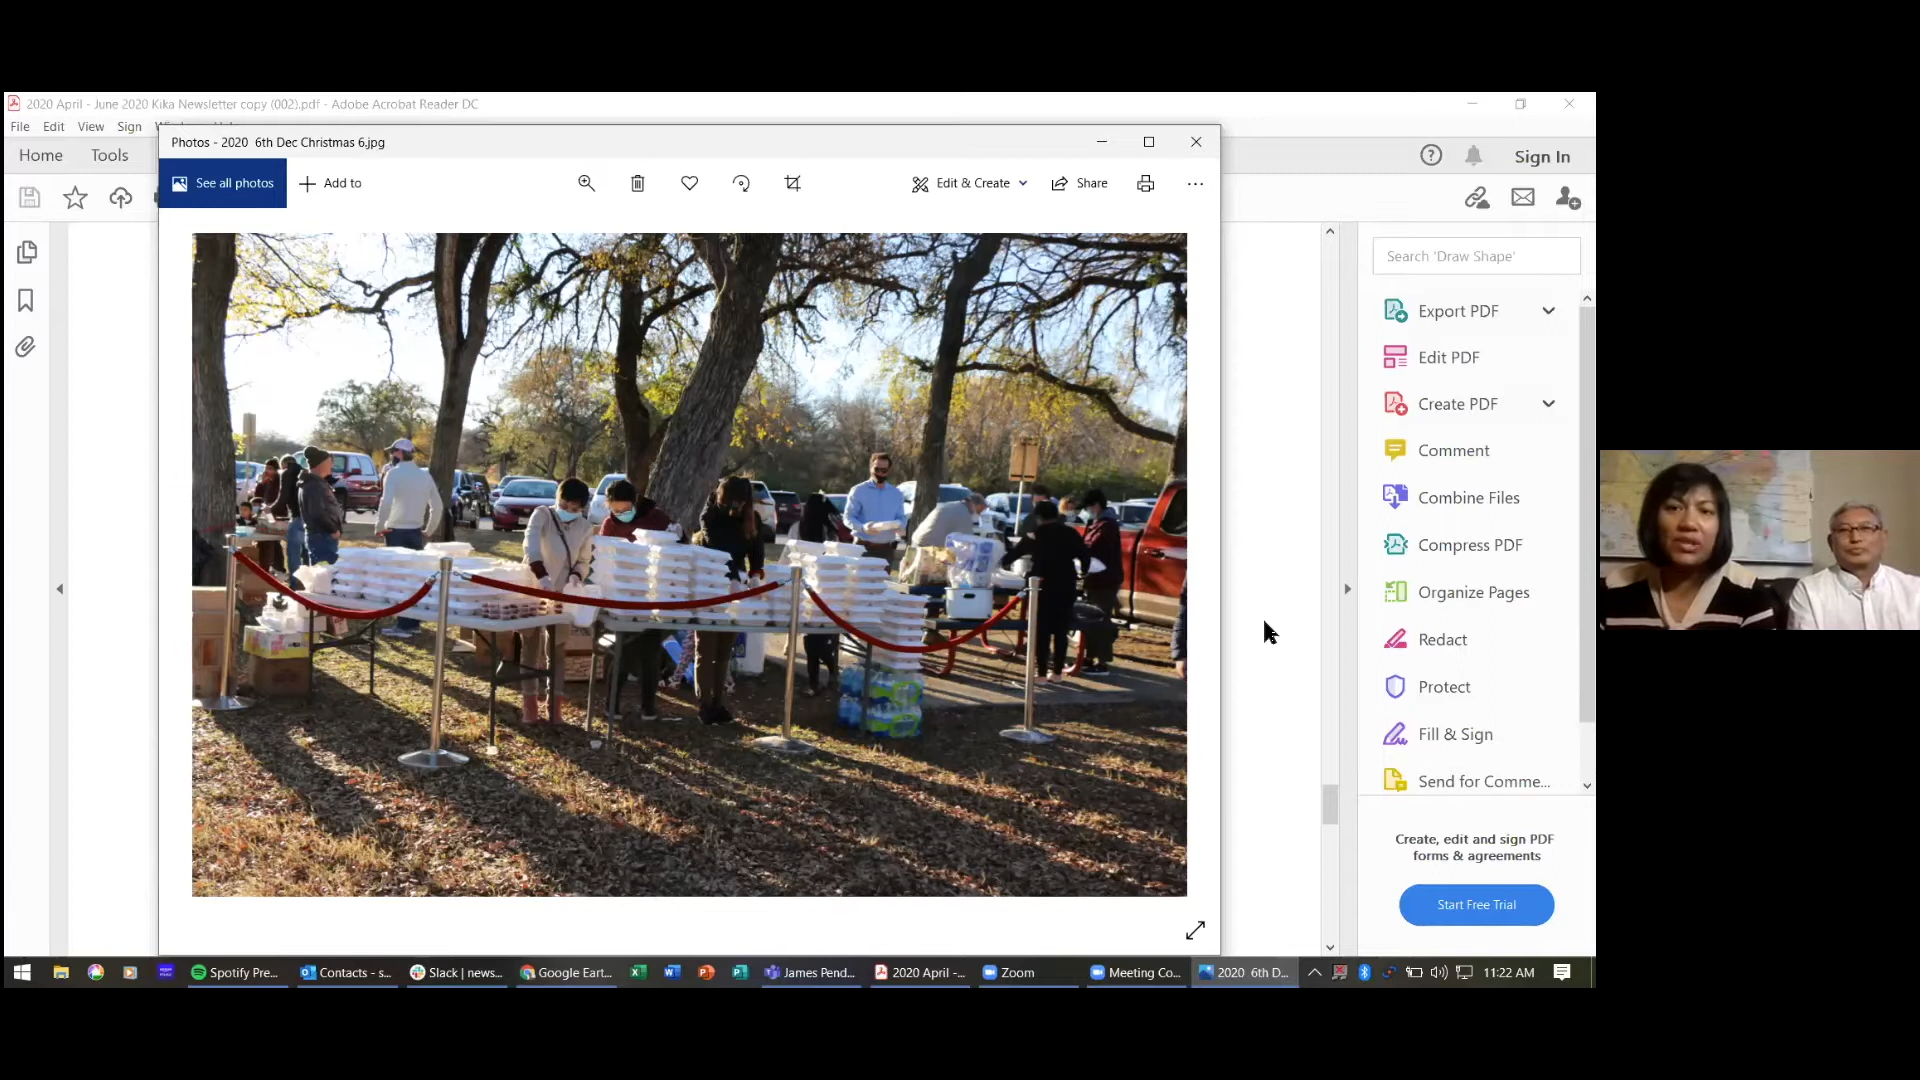 2020 April - June 2020 Kika Newsletter copy (002).pdf - Adobe Acrobat Reader DC
File Edit View Sign
Photos - 2020 6th Dec Christmas 6.jpg
Home Tools
Sign In
See all photos
Add to
Edit & Create
Share
Search 'Draw Shape'
Export PDF
Edit PDF
Create PDF
Comment
Combine Files
Compress PDF
Organize Pages
Redact
Protect
Fill & Sign
Send for Comme...
Create, edit and sign PDF
forms & agreements
Start Free Trial
Spotify Pre... Contacts - s... Slack | news... Google Eart... James Pend... 2020 April -... Zoom Meeting Co... 2020 6th D... 11:22 AM